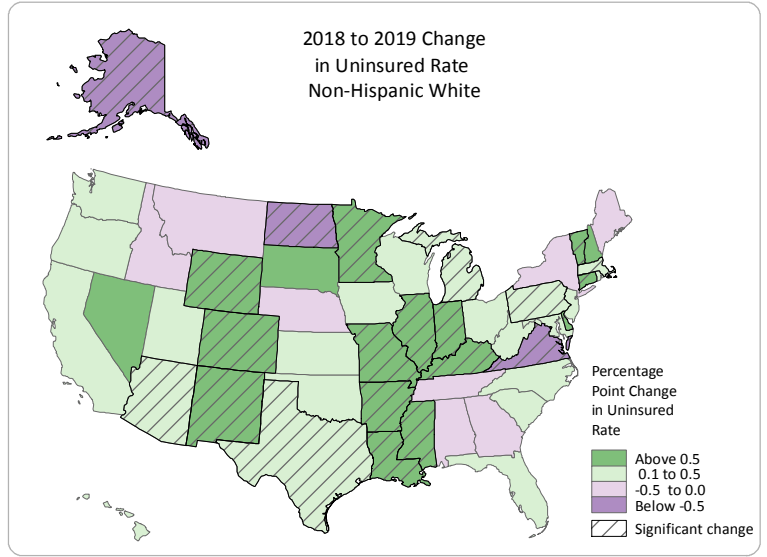 2018 to 2019 Change
in Uninsured Rate
Non-Hispanic White
Percentage
Point Change
in Uninsured
Rate
Above 0.5
0.1 to 0.5
-0.5 to 0.0
Below -0.5
Significant change